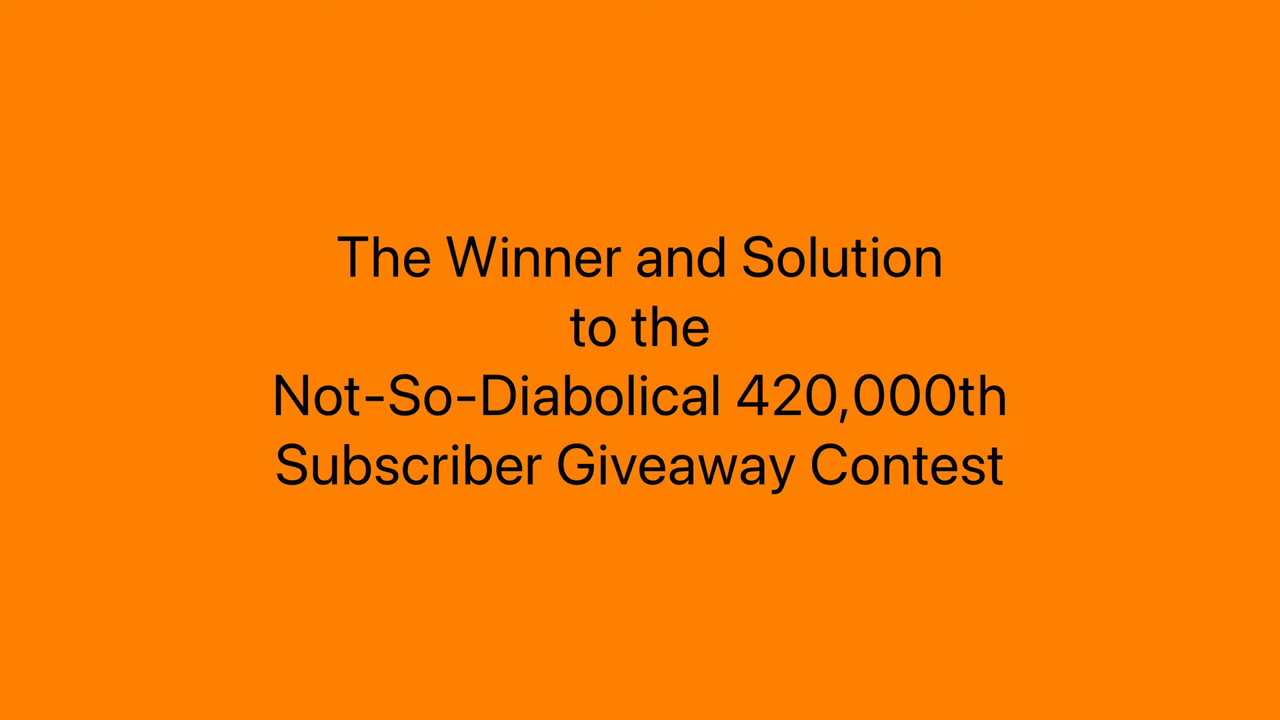 The Winner and Solution
to the
Not-So-Diabolical 420,000th
Subscriber Giveaway Contest